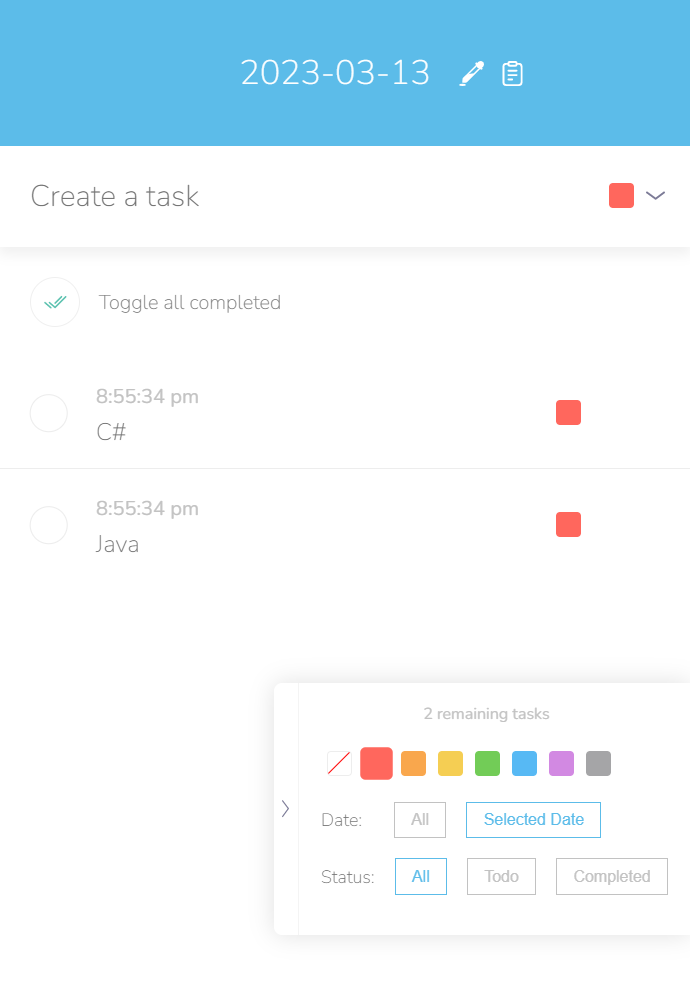 2023-03-13
Create a task
Toggle all completed
8:55:34 pm
C#
8:55:34 pm
Java
2 remaining tasks
Date: All Selected Date
Status: All Todo Completed